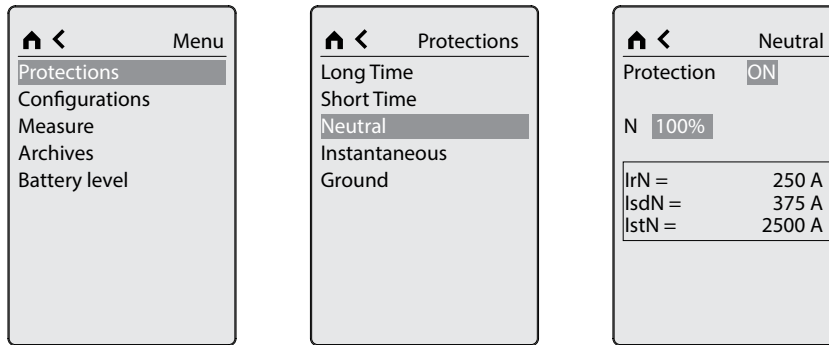 Menu
Protections
Configurations
Measure
Archives
Battery level
Protections
Long Time
Short Time
Neutral
Instantaneous
Ground
Neutral
Protection ON
N 100%
IrN = 250 A
IsdN = 375 A
IstN = 2500 A